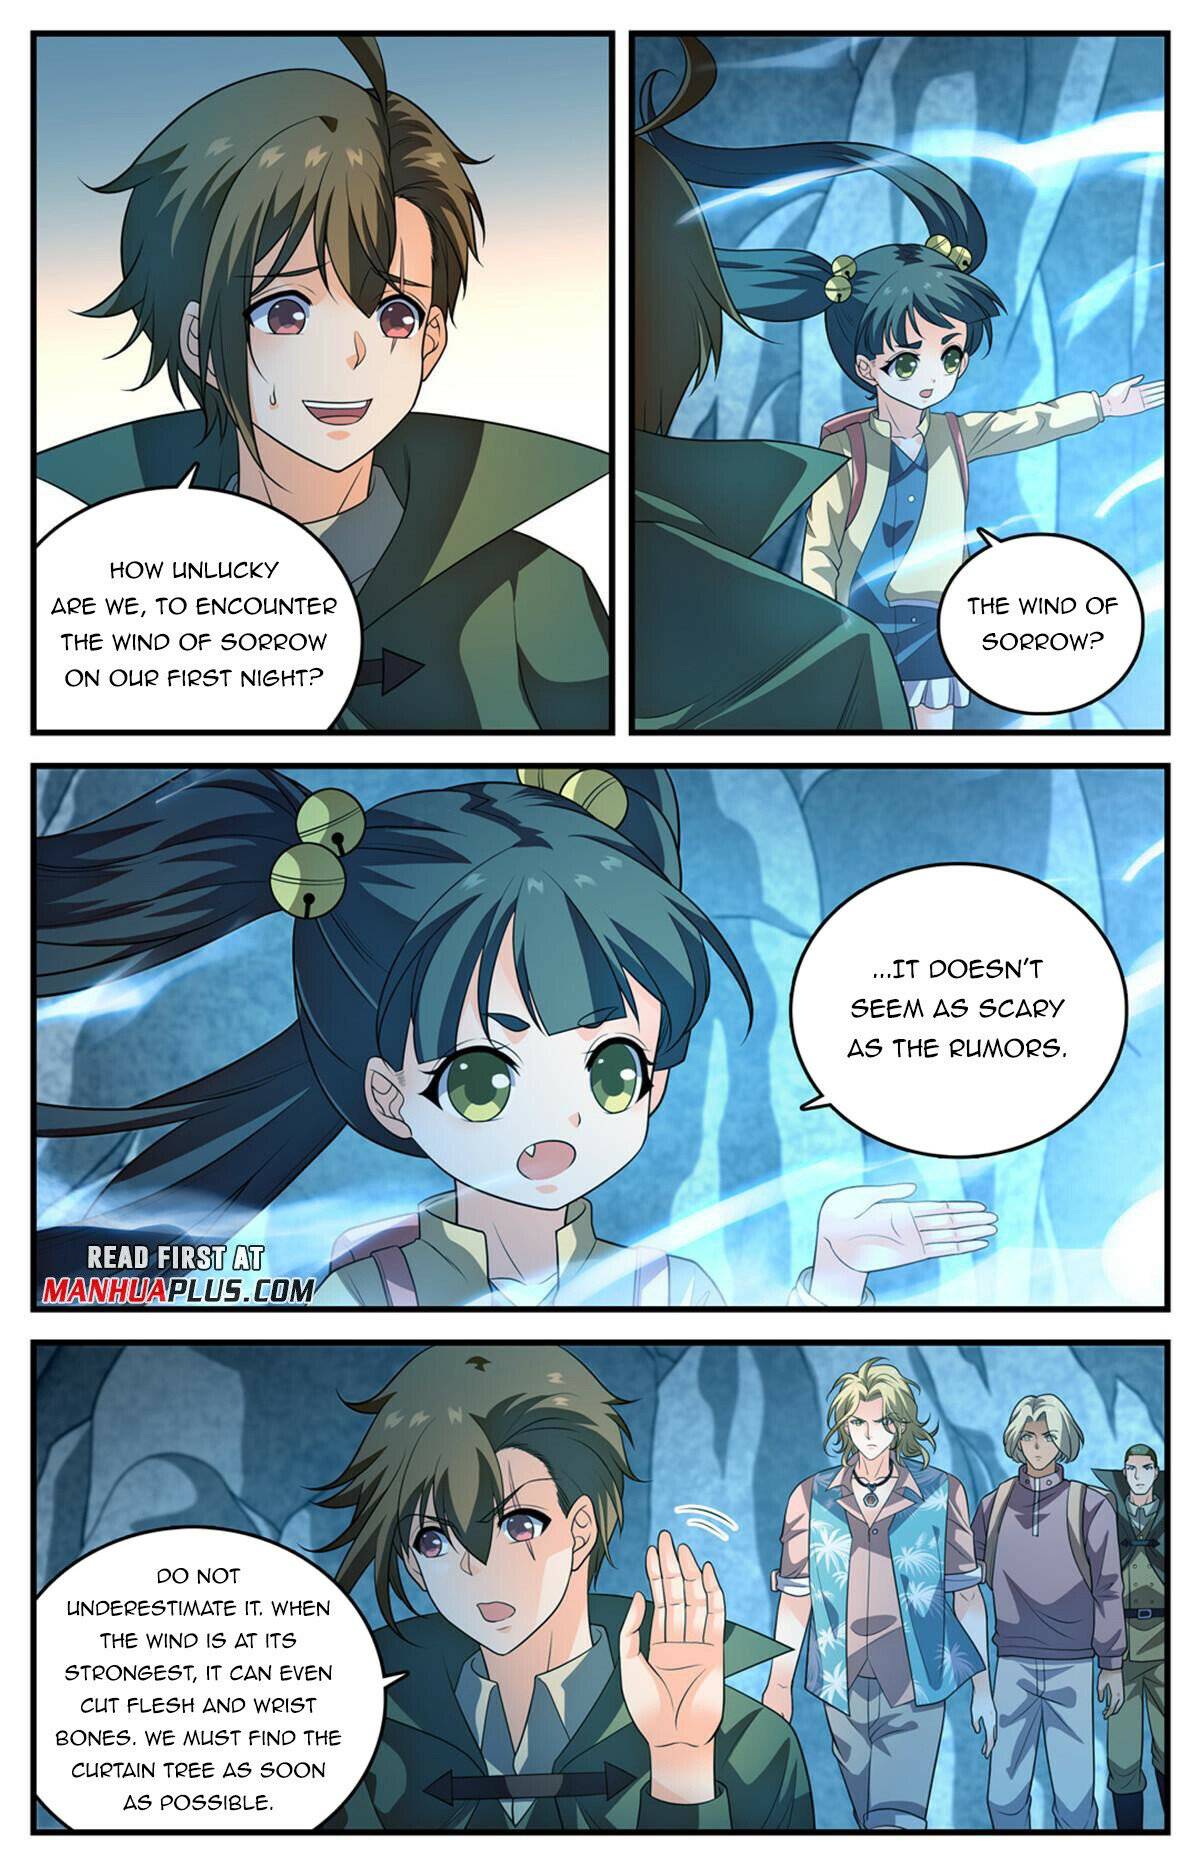 HOW UNLUCKY
ARE WE, TO ENCOUNTER
THE WIND OF SORROW
ON OUR FIRST NIGHT?
THE WIND OF
SORROW?
...IT DOESN'T
SEEM AS SCARY
AS THE RUMORS.
READ FIRST AT
MANHUAPLUS.COM
DO NOT
UNDERESTIMATE IT. WHEN
THE WIND IS AT ITS
STRONGEST, IT CAN EVEN
CUT FLESH AND WRIST
BONES. WE MUST FIND THE
CURTAIN TREE AS SOON
AS POSSIBLE.